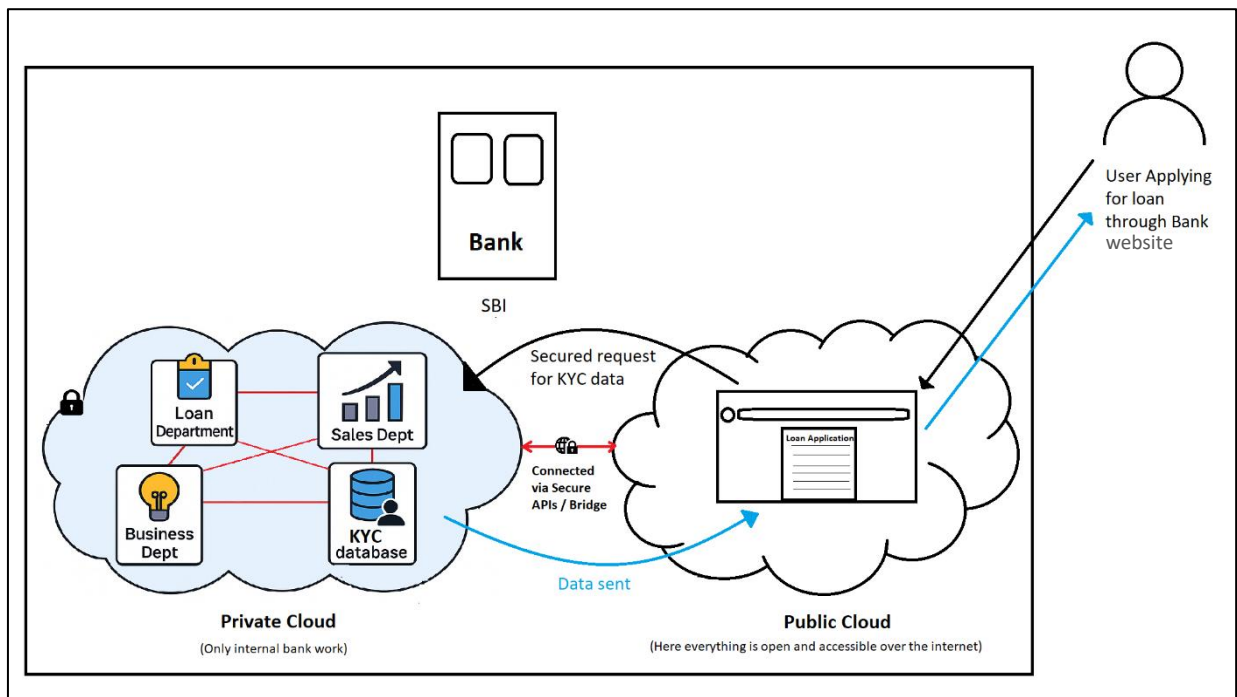 Bank
SBI
User Applying
for loan
through Bank
website
Loan
Department
Sales Dept
Business
Dept
KYC
database
Secured request
for KYC data
Connected
via Secure
APIs / Bridge
Loan Application
Data sent
Private Cloud
(Only internal bank work)
Public Cloud
(Here everything is open and accessible over the internet)